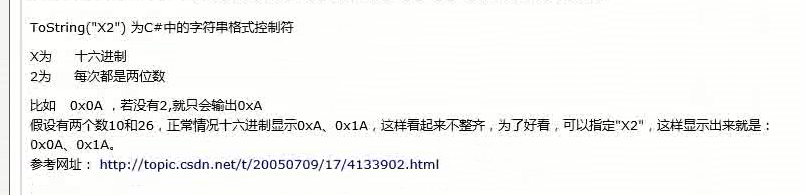 ToString("X2") 为C#中的字符串格式控制符
X为 十六进制
2为 每次都是两位数
比如 0x0A ，若没有2,就只会输出0xA
假设有两个数10和26，正常情况十六进制显示0xA、0x1A，这样看起来不整齐，为了好看，可以指定"X2"，这样显示出来就是：
0x0A、0x1A。
参考网址： http://topic.csdn.net/t/20050709/17/4133902.html